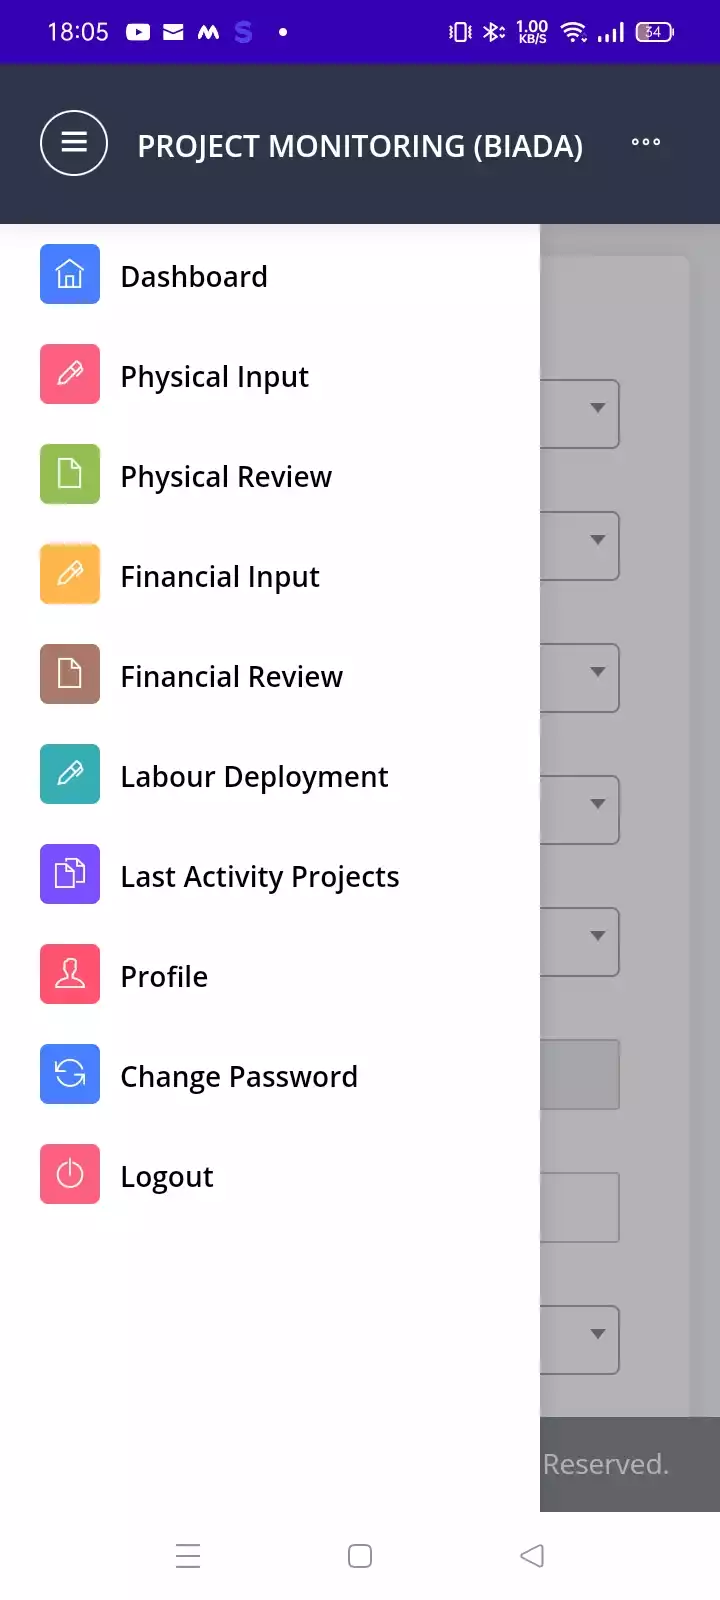 18:05
1.00
KB/S
34
PROJECT MONITORING (BIADA)
Dashboard
Physical Input
Physical Review
Financial Input
Financial Review
Labour Deployment
Last Activity Projects
Profile
Change Password
Logout
Reserved.